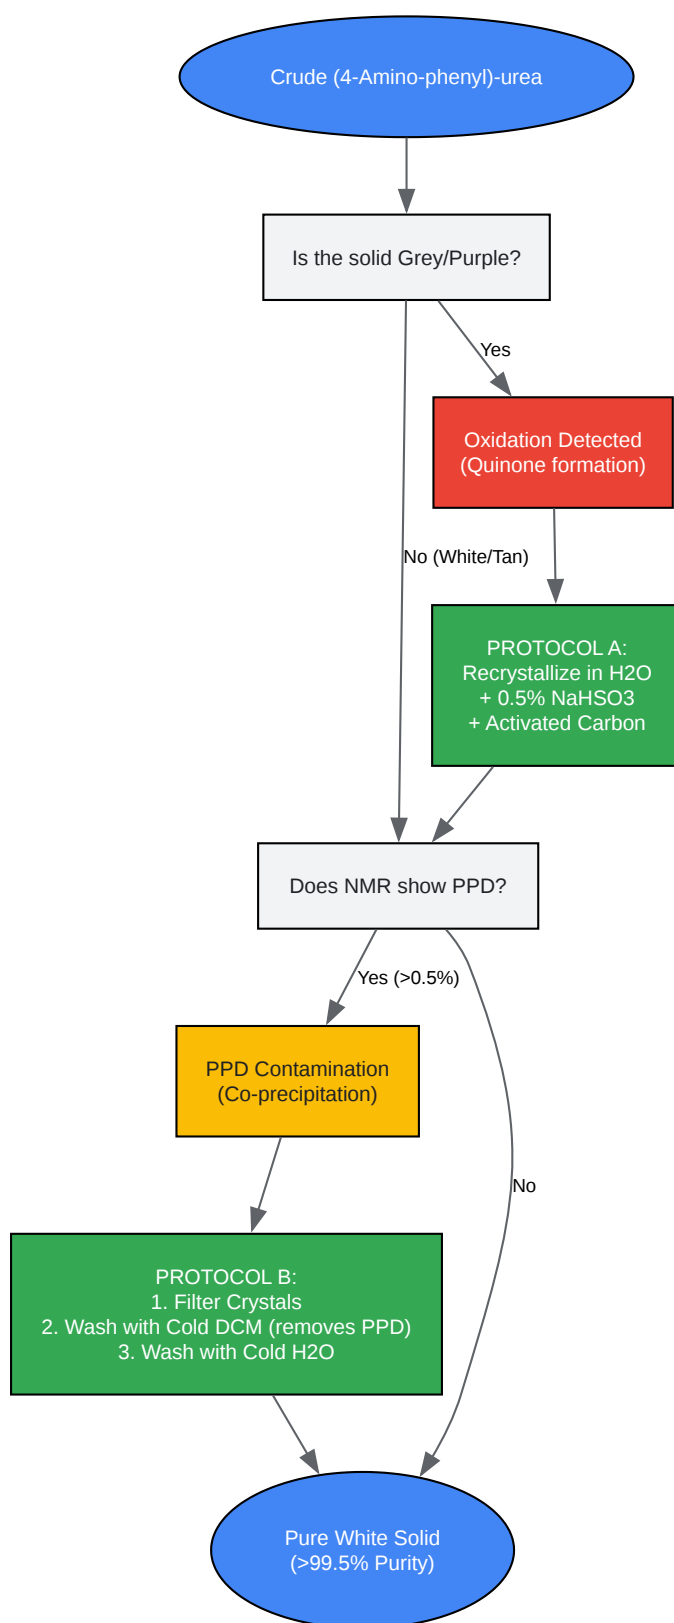 Crude (4-Amino-phenyl)-urea
Is the solid Grey/Purple?
Yes
Oxidation Detected
(Quinone formation)
No (White/Tan)
PROTOCOL A:
Recrystallize in H2O
+ 0.5% NaHSO3
+ Activated Carbon
Does NMR show PPD?
Yes (>0.5%)
PPD Contamination
(Co-precipitation)
No
PROTOCOL B:
1. Filter Crystals
2. Wash with Cold DCM (removes PPD)
3. Wash with Cold H2O
Pure White Solid
(>99.5% Purity)